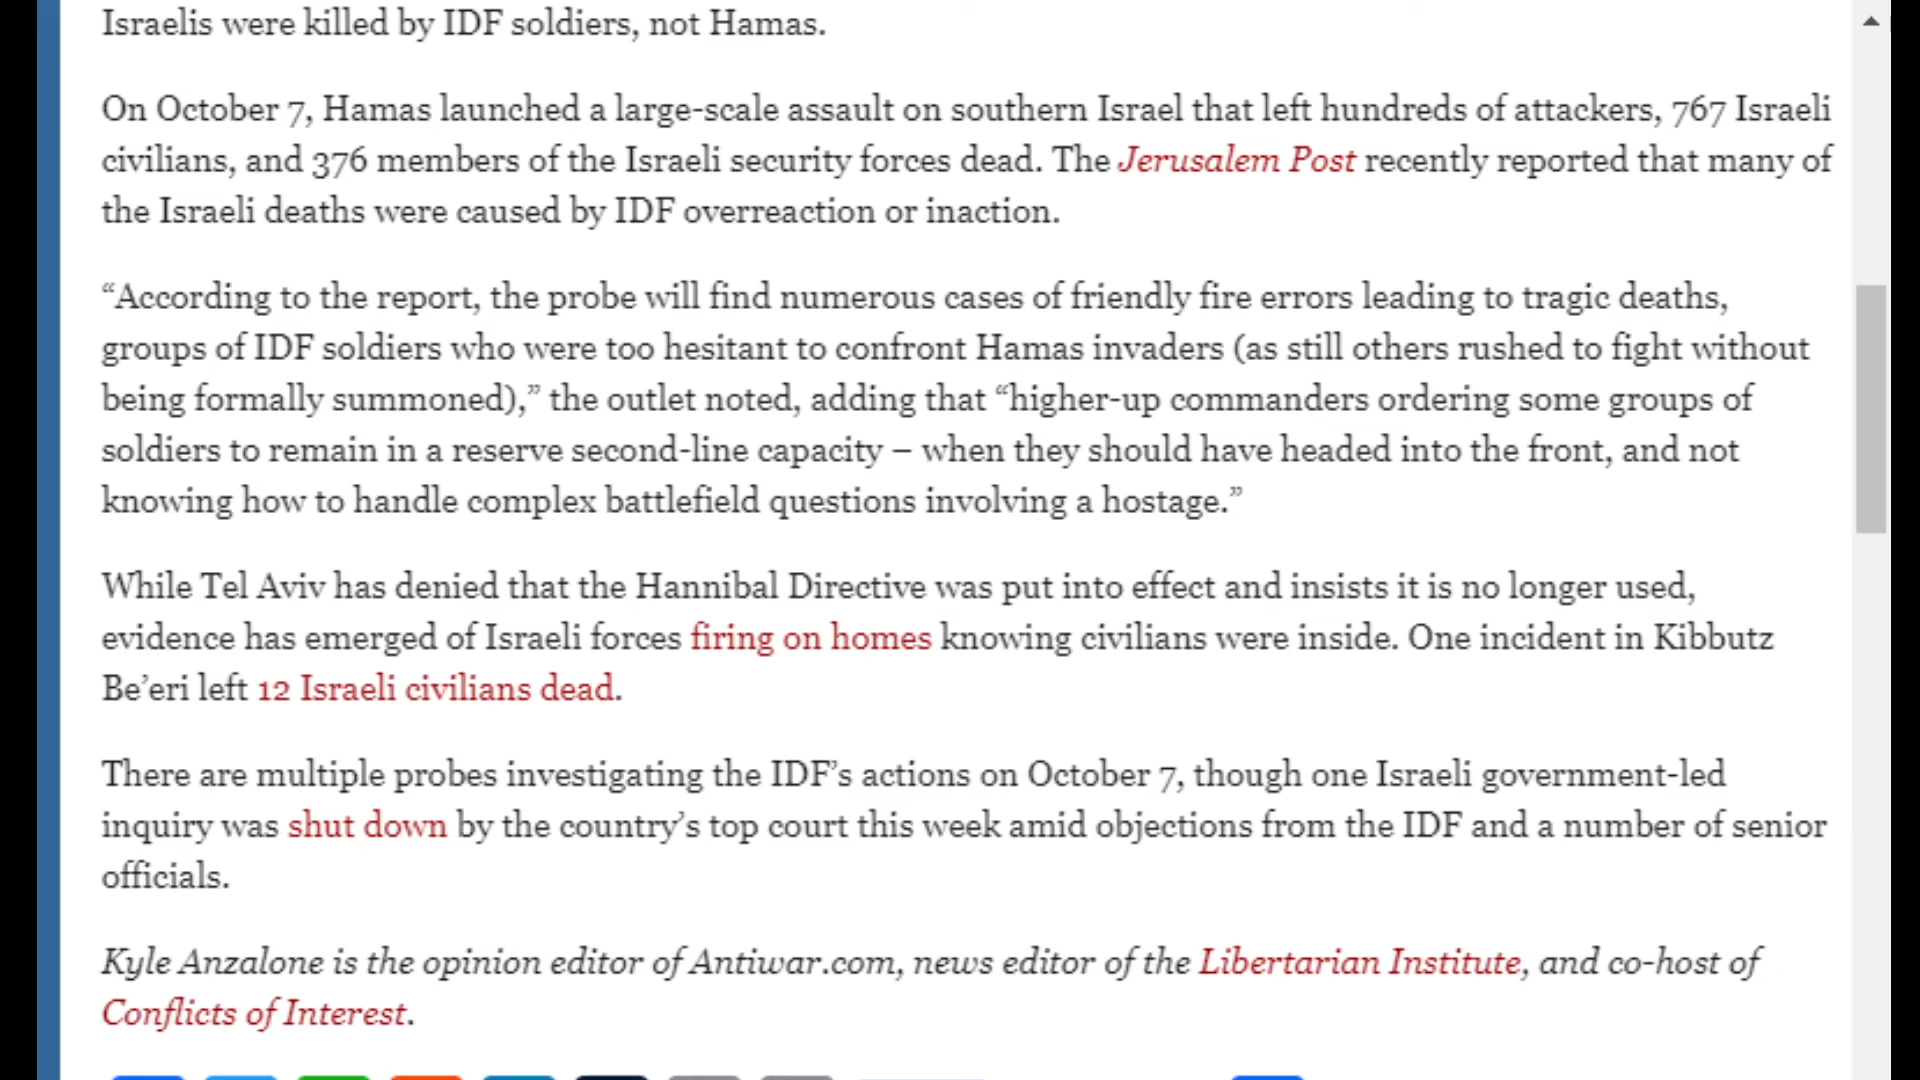 Israelis were killed by IDF soldiers, not Hamas.
On October 7, Hamas launched a large-scale assault on southern Israel that left hundreds of attackers, 767 Israeli
civilians, and 376 members of the Israeli security forces dead. The Jerusalem Post recently reported that many of
the Israeli deaths were caused by IDF overreaction or inaction.
“According to the report, the probe will find numerous cases of friendly fire errors leading to tragic deaths,
groups of IDF soldiers who were too hesitant to confront Hamas invaders (as still others rushed to fight without
being formally summoned),” the outlet noted, adding that “higher-up commanders ordering some groups of
soldiers to remain in a reserve second-line capacity – when they should have headed into the front, and not
knowing how to handle complex battlefield questions involving a hostage.”
While Tel Aviv has denied that the Hannibal Directive was put into effect and insists it is no longer used,
evidence has emerged of Israeli forces firing on homes knowing civilians were inside. One incident in Kibbutz
Be’eri left 12 Israeli civilians dead.
There are multiple probes investigating the IDF’s actions on October 7, though one Israeli government-led
inquiry was shut down by the country’s top court this week amid objections from the IDF and a number of senior
officials.
Kyle Anzalone is the opinion editor of Antiwar.com, news editor of the Libertarian Institute, and co-host of
Conflicts of Interest.